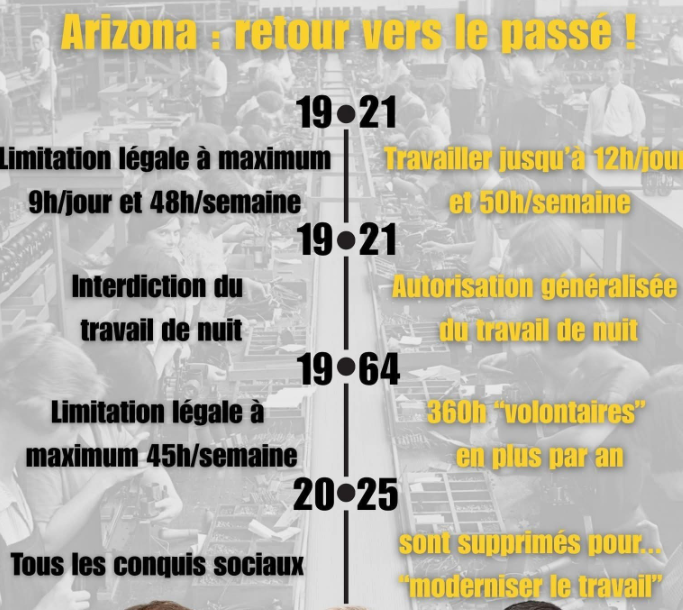 Arizona : retour vers le passé !
19•21
Limitation légale à maximum
9h/jour et 48h/semaine
Travailler jusqu'à 12h/jour
et 50h/semaine
19•21
Interdiction du
travail de nuit
Autorisation généralisée
du travail de nuit
19•64
Limitation légale à
maximum 45h/semaine
360h “volontaires”
en plus par an
20•25
Tous les conquis sociaux
sont supprimés pour...
“moderniser le travail”